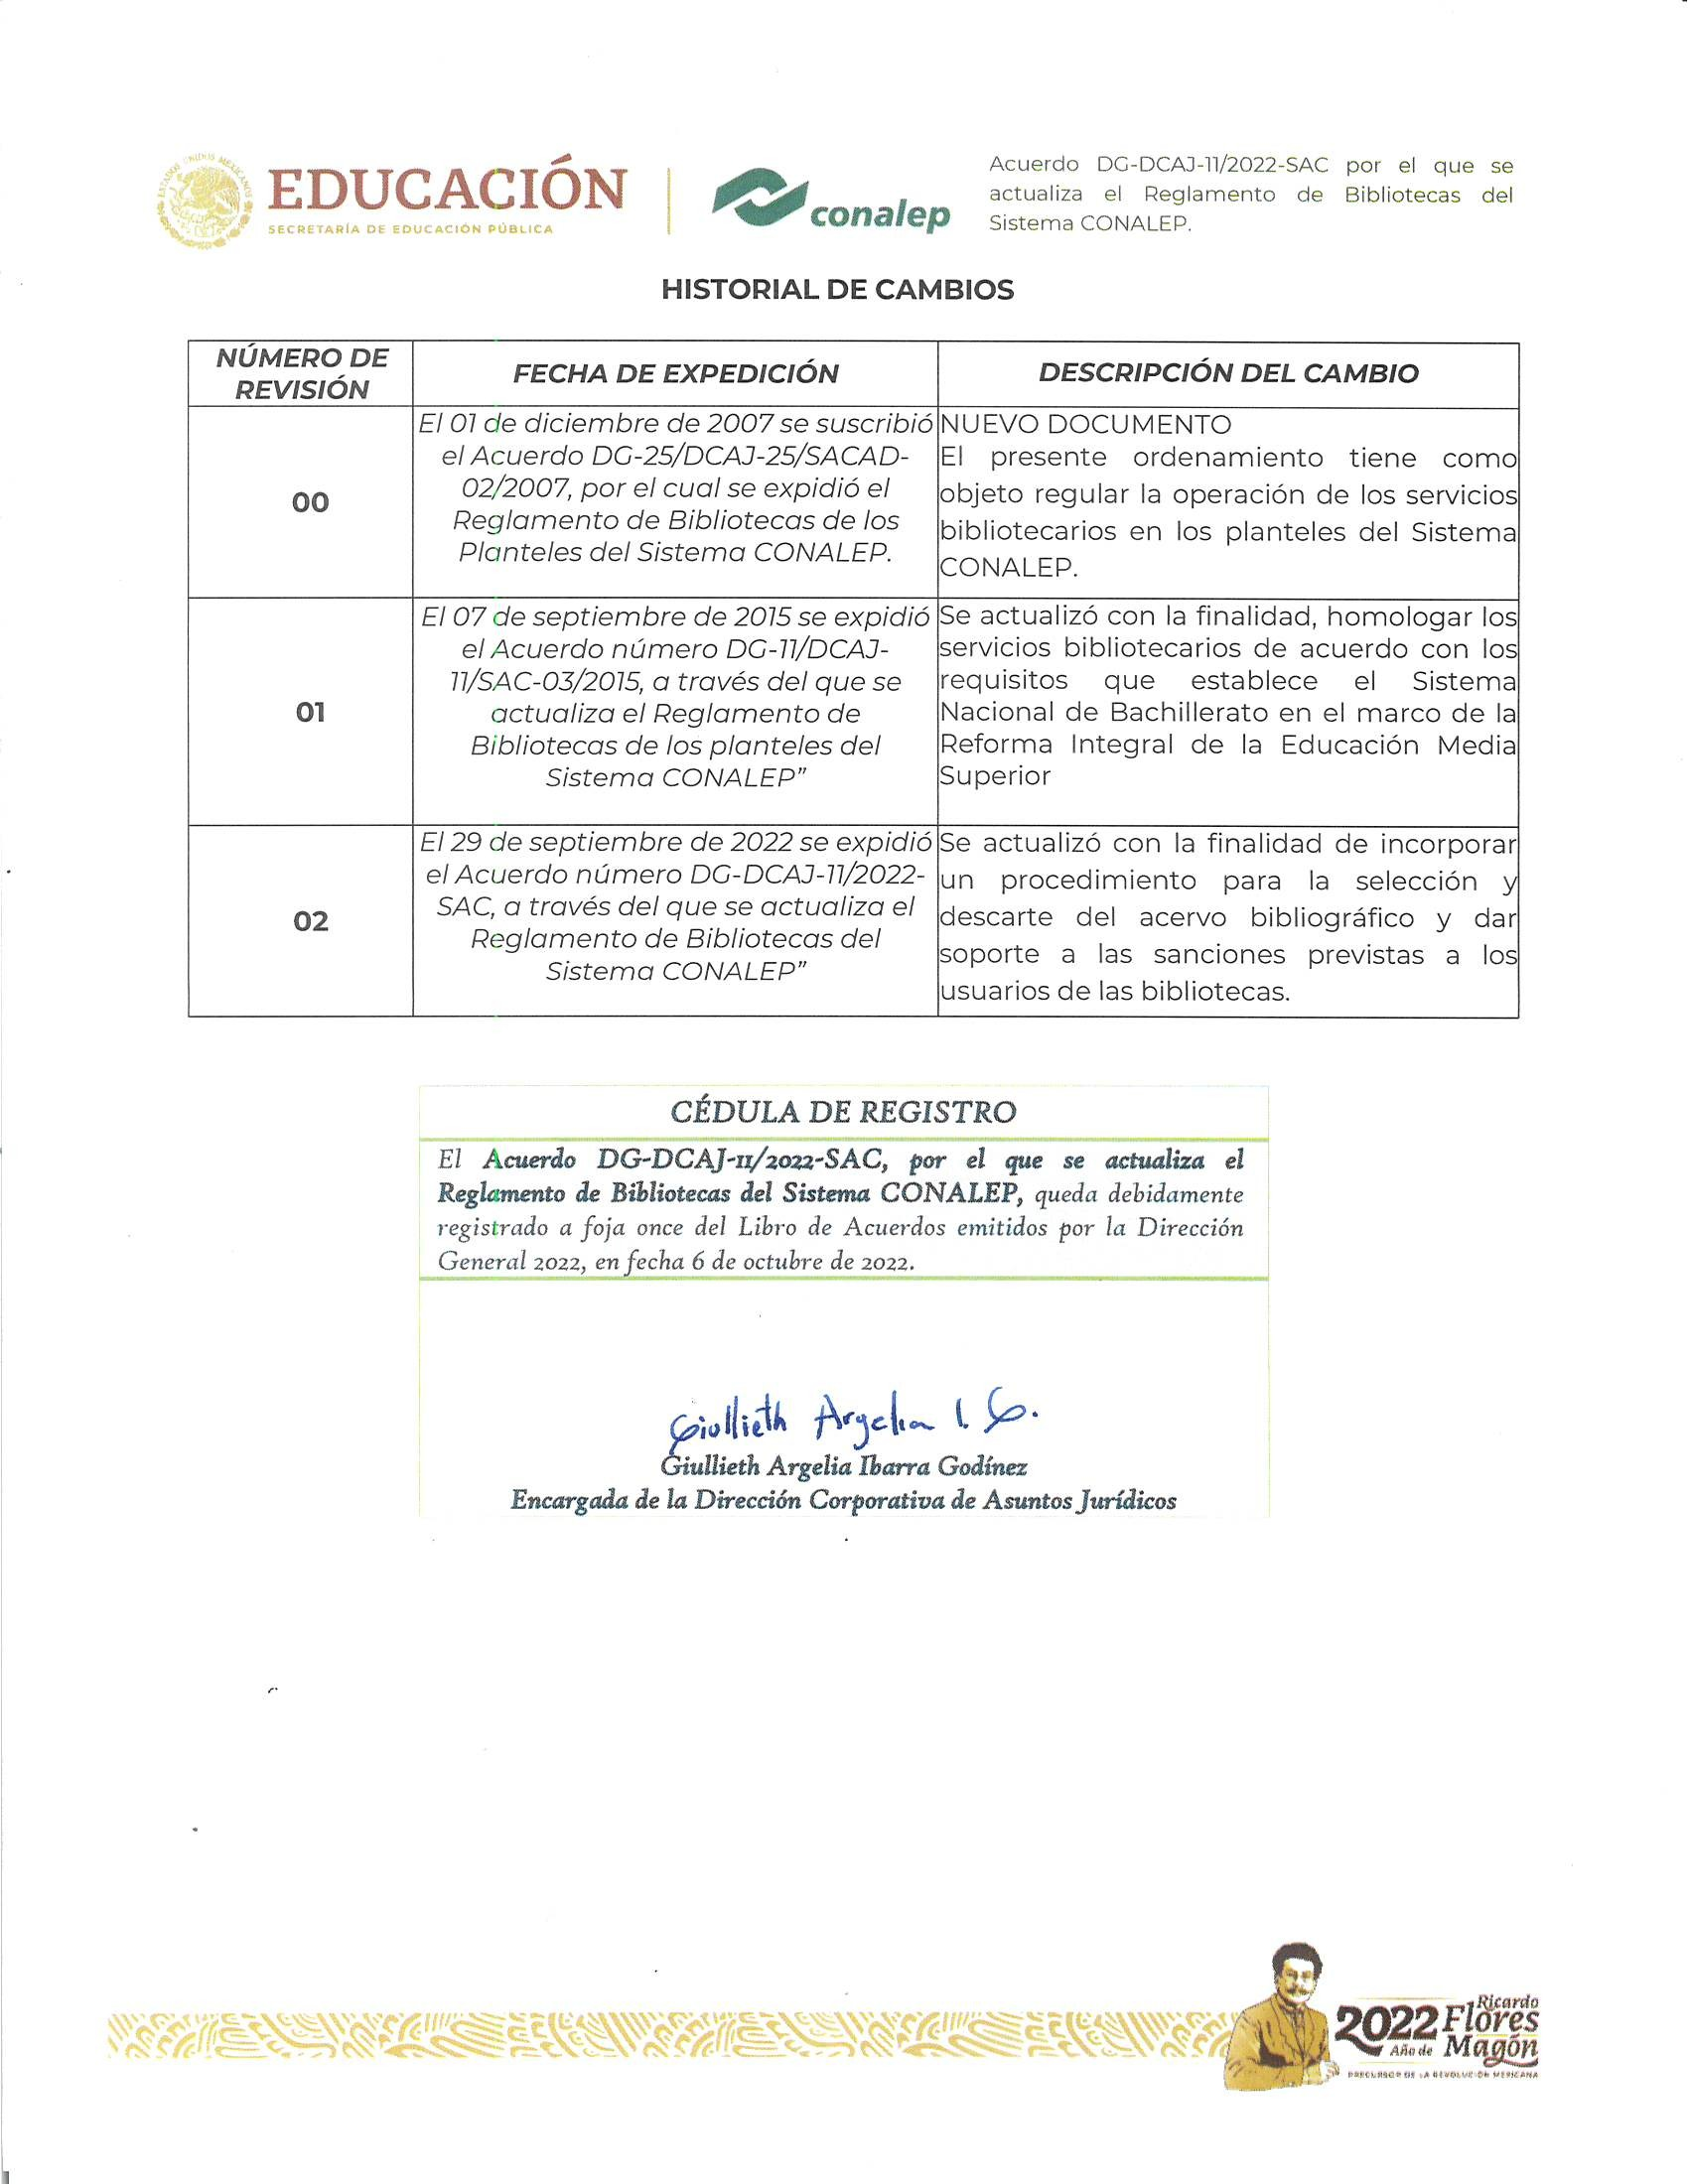 EDUCACIÓN
SECRETARÍA DE EDUCACIÓN PÚBLICA
conalep
Acuerdo DG-DCAJ-11/2022-SAC por el que se
actualiza el Reglamento de Bibliotecas del
Sistema CONALEP.
HISTORIAL DE CAMBIOS
NÚMERO DE
REVISIÓN
FECHA DE EXPEDICIÓN
DESCRIPCIÓN DEL CAMBIO
00
El 01 de diciembre de 2007 se suscribió
el Acuerdo DG-25/DCAJ-25/SACAD-
02/2007, por el cual se expidió el
Reglamento de Bibliotecas de los
Planteles del Sistema CONALEP.
NUEVO DOCUMENTO
El presente ordenamiento tiene como
objeto regular la operación de los servicios
bibliotecarios en los planteles del Sistema
CONALEP.
01
El 07 de septiembre de 2015 se expidió
el Acuerdo número DG-11/DCAJ-
11/SAC-03/2015, a través del que se
actualiza el Reglamento de
Bibliotecas de los planteles del
Sistema CONALEP”
Se actualizó con la finalidad, homologar los
servicios bibliotecarios de acuerdo con los
requisitos que establece el Sistema
Nacional de Bachillerato en el marco de la
Reforma Integral de la Educación Media
Superior
02
El 29 de septiembre de 2022 se expidió
el Acuerdo número DG-DCAJ-11/2022-
SAC, a través del que se actualiza el
Reglamento de Bibliotecas del
Sistema CONALEP”
Se actualizó con la finalidad de incorporar
un procedimiento para la selección y
descarte del acervo bibliográfico y dar
soporte a las sanciones previstas a los
usuarios de las bibliotecas.
CÉDULA DE REGISTRO
El Acuerdo DG-DCAJ-11/2022-SAC, por el que se actualiza el
Reglamento de Bibliotecas del Sistema CONALEP, queda debidamente
registrado a foja once del Libro de Acuerdos emitidos por la Dirección
General 2022, en fecha 6 de octubre de 2022.
Giullieth Argelia I. G.
Giullieth Argelia Ibarra Godínez
Encargada de la Dirección Corporativa de Asuntos Jurídicos
2022 Ricardo
Flores
Año de Magón
PRECURSOR DE LA REVOLUCIÓN MEXICANA